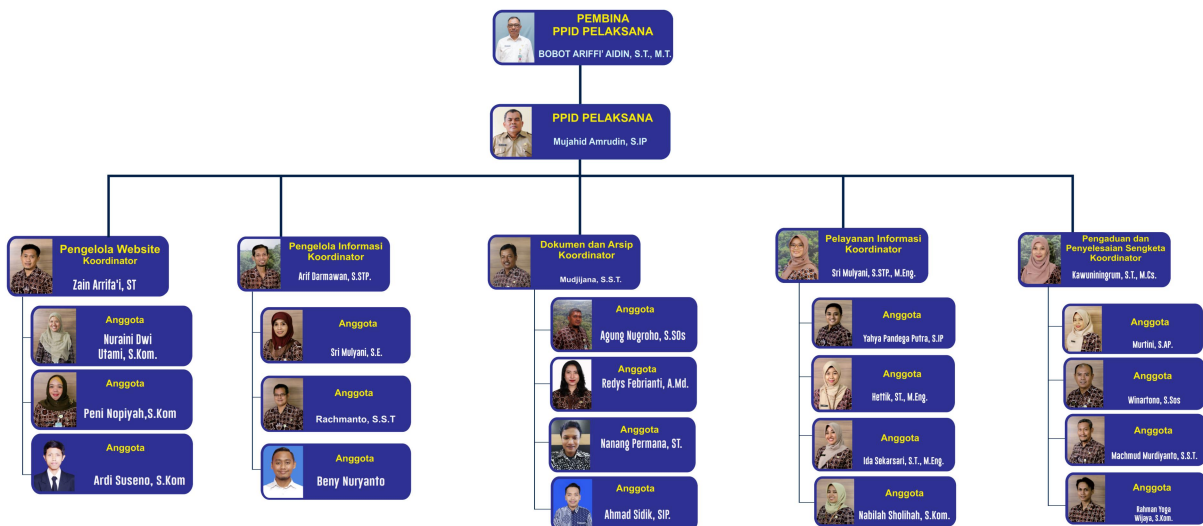 PEMBINA
PPID PELAKSANA
BOBOT ARIFFI' AIDIN, S.T., M.T.
PPID PELAKSANA
Mujahid Amrudin, S.IP
Pengelola Website
Koordinator
Zain Arrifa'i, ST
Anggota
Nuraini Dwi
Utami, S.Kom.
Anggota
Peni Nopiyah,S.Kom
Anggota
Ardi Suseno, S.Kom
Pengelola Informasi
Koordinator
Arif Darmawan, S.STP.
Anggota
Sri Mulyani, S.E.
Anggota
Rachmanto, S.S.T
Anggota
Beny Nuryanto
Dokumen dan Arsip
Koordinator
Mudjijana, S.S.T.
Anggota
Agung Nugroho, S.SOs
Anggota
Redys Febrianti, A.Md.
Anggota
Nanang Permana, ST.
Anggota
Ahmad Sidik, SIP.
Pelayanan Informasi
Koordinator
Sri Mulyani, S.STP., M.Eng.
Anggota
Yahya Pandega Putra, S.IP
Anggota
Hettik, ST., M.Eng.
Anggota
Ida Sekarsari, S.T., M.Eng.
Anggota
Nabilah Sholihah, S.Kom.
Pengaduan dan
Penyelesaian Sengketa
Koordinator
Kawuniningrum, S.T., M.Cs.
Anggota
Murtini, S.AP.
Anggota
Winartono, S.Sos
Anggota
Machmud Murdiyanto, S.S.T.
Anggota
Rahman Yoga
Wijaya, S.Kom.